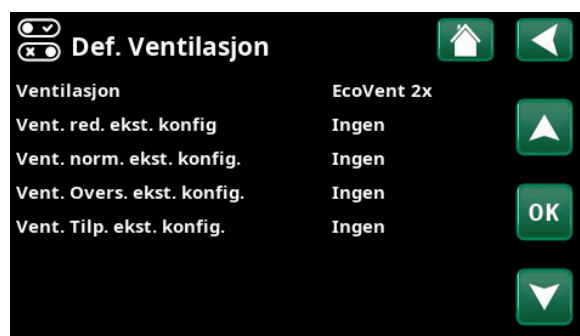 Def. Ventilasjon
Ventilasjon EcoVent 2x
Vent. red. ekst. konfig Ingen
Vent. norm. ekst. konfig. Ingen
Vent. Overs. ekst. konfig. Ingen
Vent. Tilp. ekst. konfig. Ingen
OK